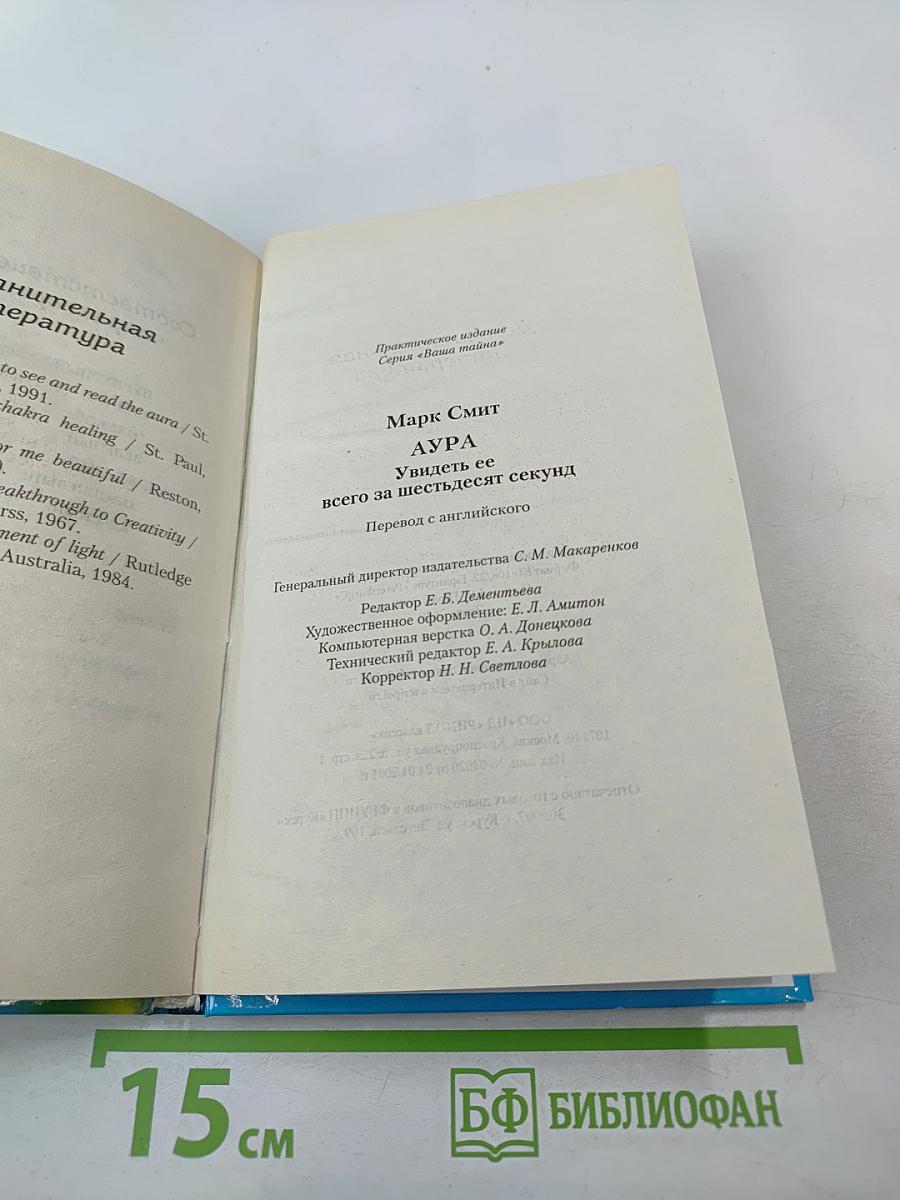 нительная
пература
to see and read the aura / St.
, 1991.
chakra healing / St. Paul,
or me beautiful / Reston,
eakthrough to Creativity /
rss, 1967.
ment of light / Rutledge
Australia, 1984.
Практическое издание
Серия «Ваша тайна»
Марк Смит
АУРА
Увидеть ее
всего за шестьдесят секунд
Перевод с английского
Генеральный директор издательства С. М. Макаренков
Редактор Е. Б. Дементьева
Художественное оформление: Е. Л. Амитон
Компьютерная верстка О. А. Донецкова
Технический редактор Е. А. Крылова
Корректор Н. Н. Светлова
15 см
БФ БИБЛИОФАН